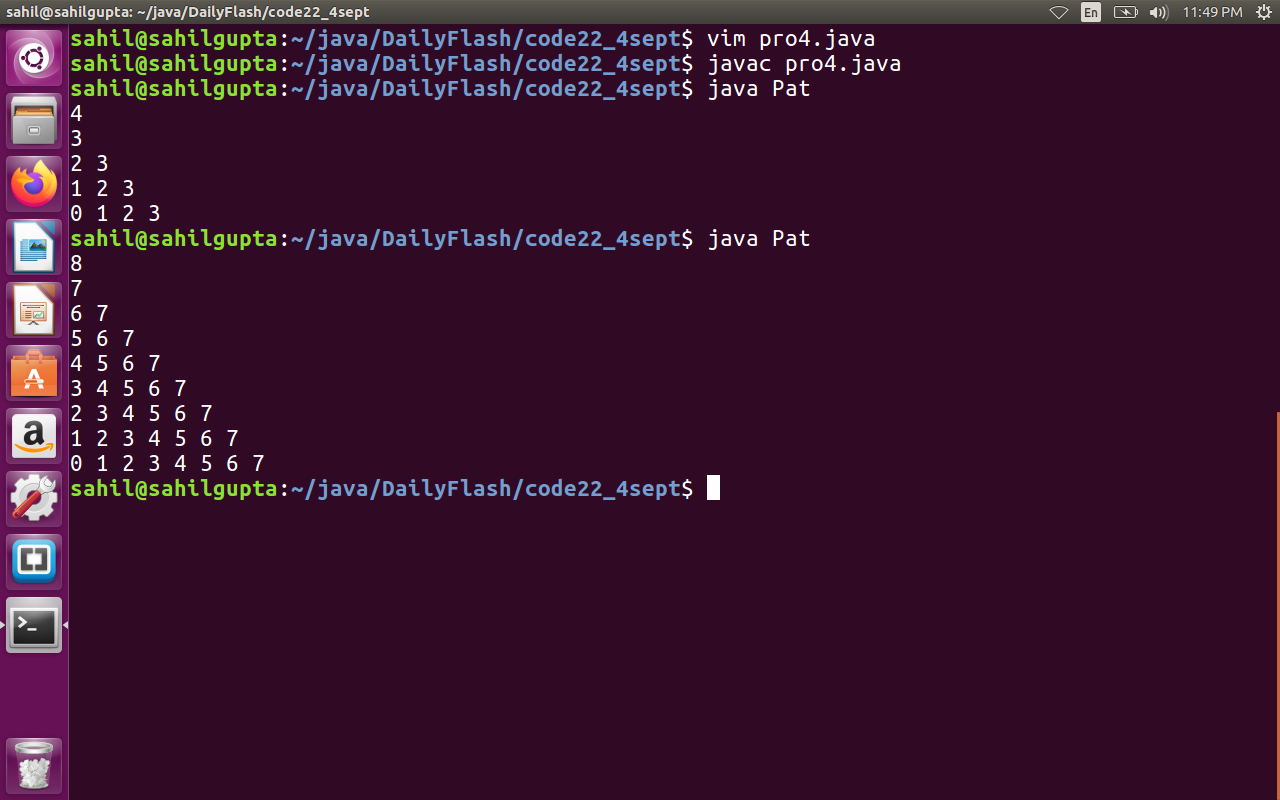 sahil@sahilgupta: ~/java/DailyFlash/code22_4sept En 11:49 PM
sahil@sahilgupta:~/java/DailyFlash/code22_4sept$ vim pro4.java
sahil@sahilgupta:~/java/DailyFlash/code22_4sept$ javac pro4.java
sahil@sahilgupta:~/java/DailyFlash/code22_4sept$ java Pat
4
3
2 3
1 2 3
0 1 2 3
sahil@sahilgupta:~/java/DailyFlash/code22_4sept$ java Pat
8
7
6 7
5 6 7
4 5 6 7
3 4 5 6 7
2 3 4 5 6 7
1 2 3 4 5 6 7
0 1 2 3 4 5 6 7
sahil@sahilgupta:~/java/DailyFlash/code22_4sept$